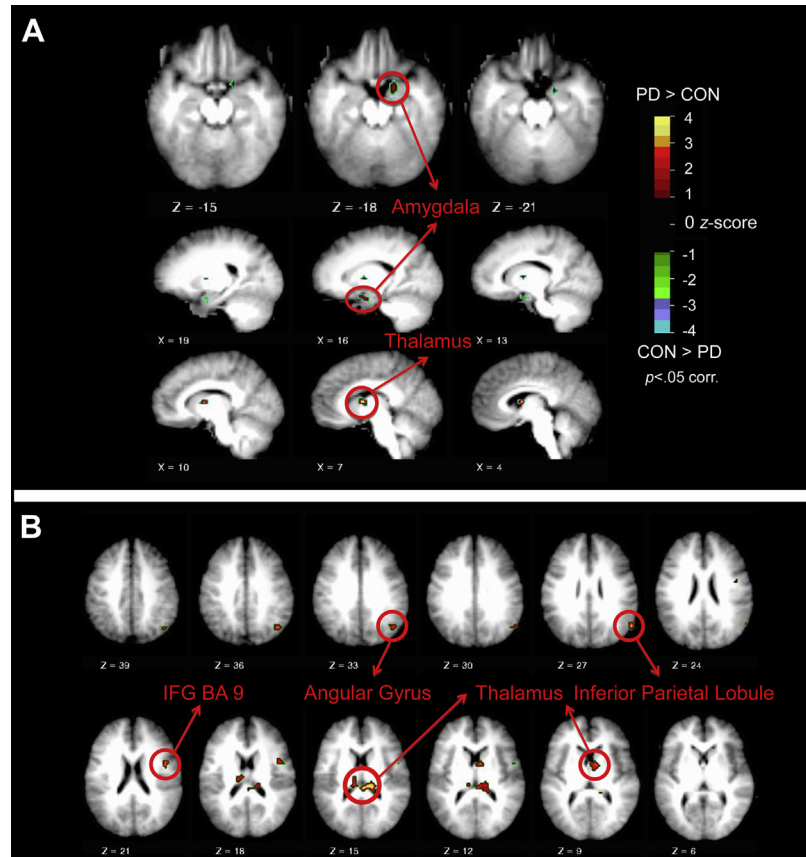 A
PD > CON
4
3
2
1
0 z-score
-1
-2
-3
-4
CON > PD
p<.05 corr.
Z = -15
Z = -18
Z = -21
Amygdala
X = 19
X = 16
X = 13
Thalamus
X = 10
X = 7
X = 4
B
Z = 39
Z = 36
Z = 33
Z = 30
Z = 27
Z = 24
IFG BA 9
Angular Gyrus
Thalamus
Inferior Parietal Lobule
Z = 21
Z = 18
Z = 15
Z = 12
Z = 9
Z = 6